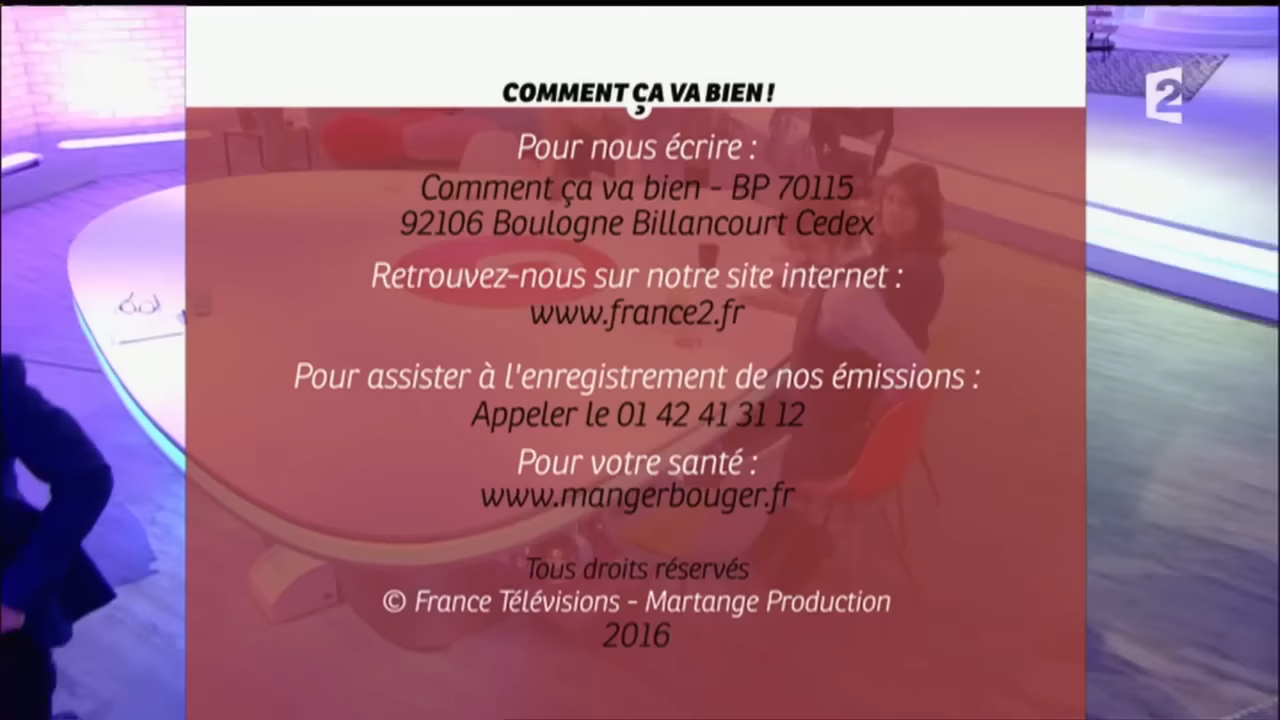 COMMENT ÇA VA BIEN !
2
Pour nous écrire :
Comment ça va bien - BP 70115
92106 Boulogne Billancourt Cedex
Retrouvez-nous sur notre site internet :
www.france2.fr
Pour assister à l'enregistrement de nos émissions :
Appeler le 01 42 41 31 12
Pour votre santé :
www.mangerbouger.fr
Tous droits réservés
© France Télévisions - Martange Production
2016